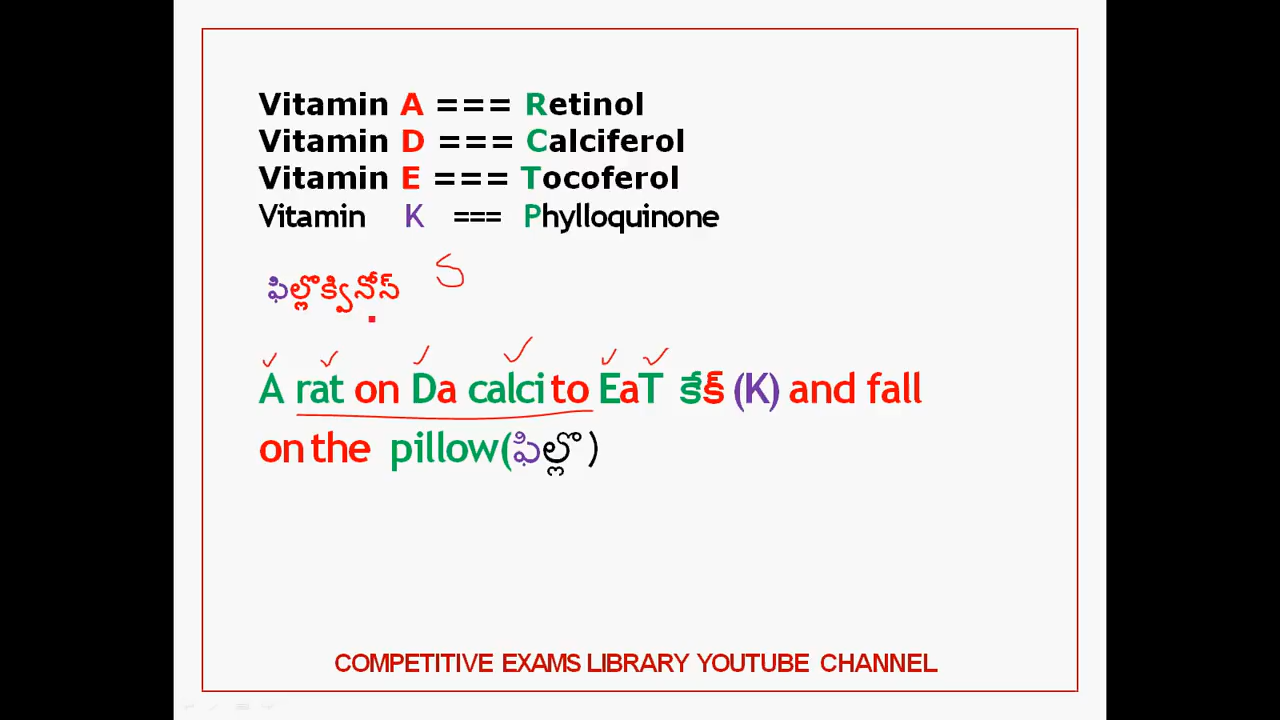 Vitamin A === Retinol
Vitamin D === Calciferol
Vitamin E === Tocoferol
Vitamin K === Phylloquinone
ఫిల్లొక్వినోస్ S
A rat on Da calci to EaT కేక్ (K) and fall
on the pillow(ఫిల్లొ)
COMPETITIVE EXAMS LIBRARY YOUTUBE CHANNEL